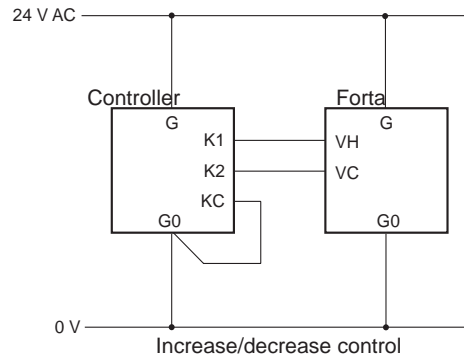 24 V AC
Controller
Forta
G
G
K1
VH
K2
VC
KC
G0
G0
0 V
Increase/decrease control